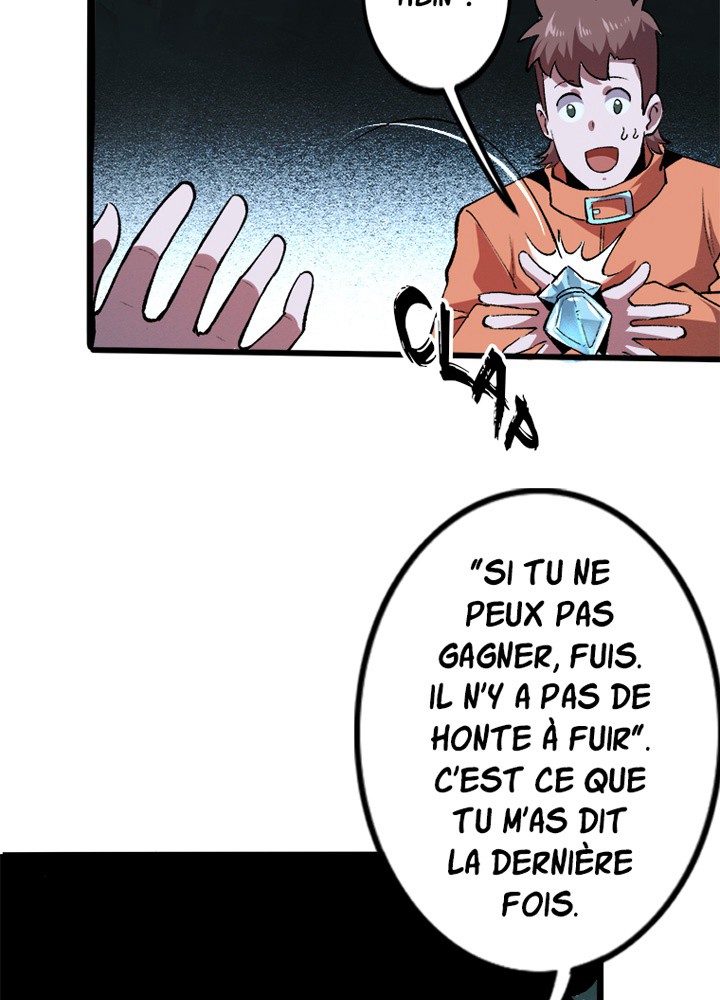 CLAP
"SI TU NE
PEUX PAS
GAGNER, FUIS.
IL N'Y A PAS DE
HONTE À FUIR".
C'EST CE QUE
TU M'AS DIT
LA DERNIÈRE
FOIS.